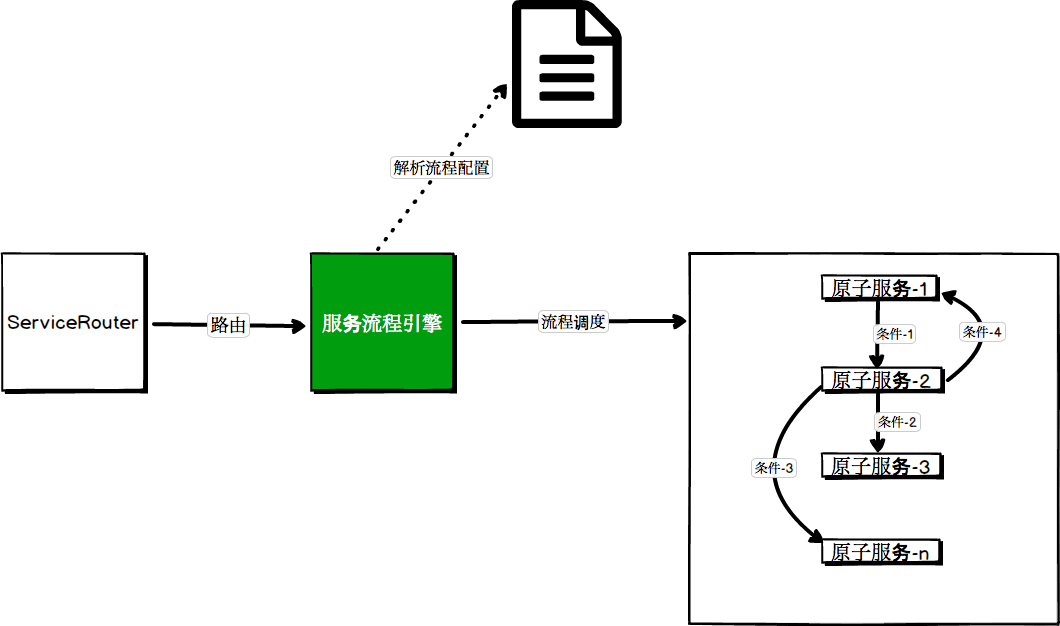 解析流程配置
ServiceRouter
路由
服务流程引擎
流程调度
原子服务-1
条件-1
条件-4
原子服务-2
条件-2
条件-3
原子服务-3
原子服务-n